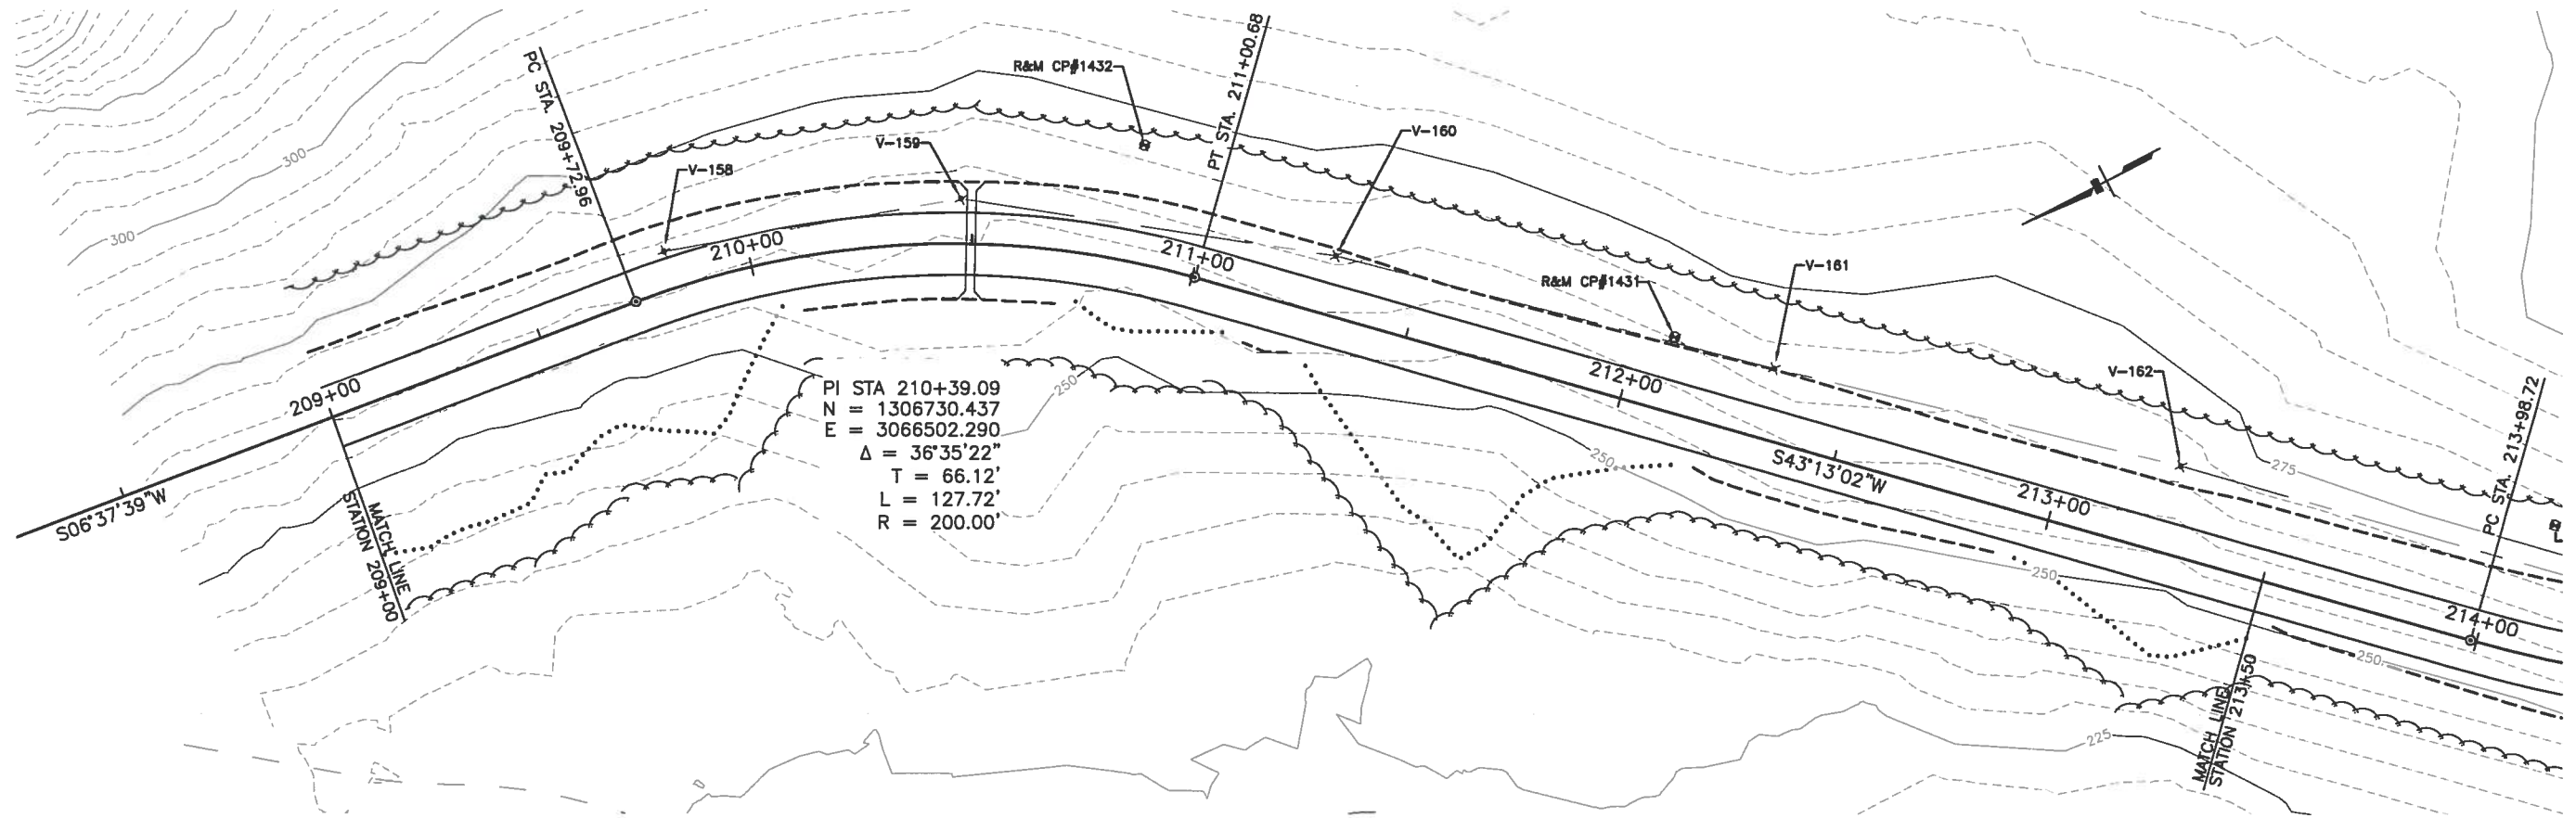 PC STA. 209+72.96
R&M CP#1432
PT STA. 211+00.68
V-158
V-159
V-160
V-161
V-162
R&M CP#1431
300
300
209+00
210+00
211+00
212+00
213+00
214+00
S06°37'39"W
S43°13'02"W
MATCH LINE
STATION 209+00
PI STA 210+39.09
N = 1306730.437
E = 3066502.290
Δ = 36°35'22"
T = 66.12'
L = 127.72'
R = 200.00'
250
250
250
250
275
225
PC STA. 213+98.72
MATCH LINE
STATION 213+50